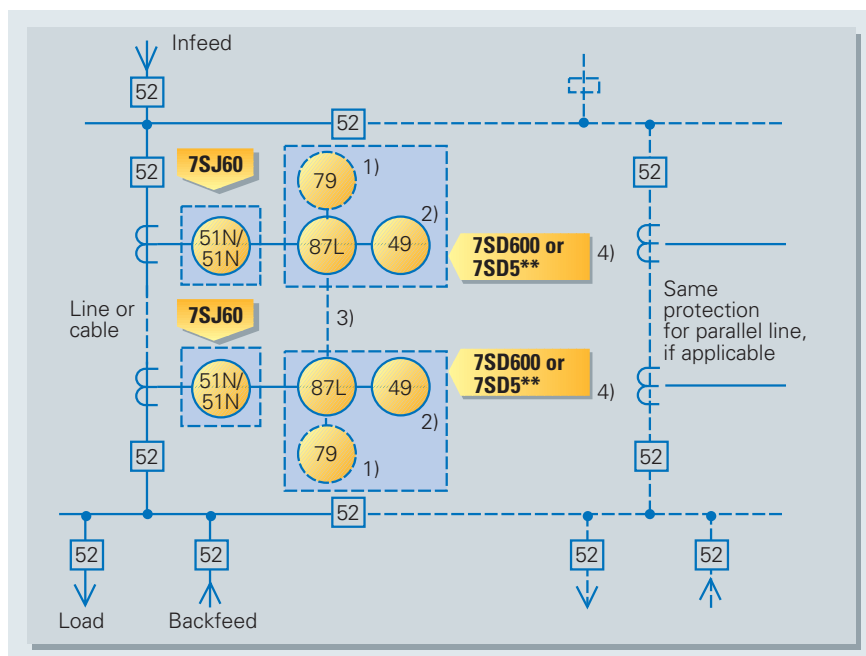 Infeed
52
52
52
7SJ60
79
1)
52
51N/
51N
87L
49
2)
7SD600 or
7SD5**
4)
Line or
cable
7SJ60
3)
Same
protection
for parallel line,
if applicable
51N/
51N
87L
49
2)
7SD600 or
7SD5**
4)
79
1)
52
52
52
52
52
52
52
Load
Backfeed